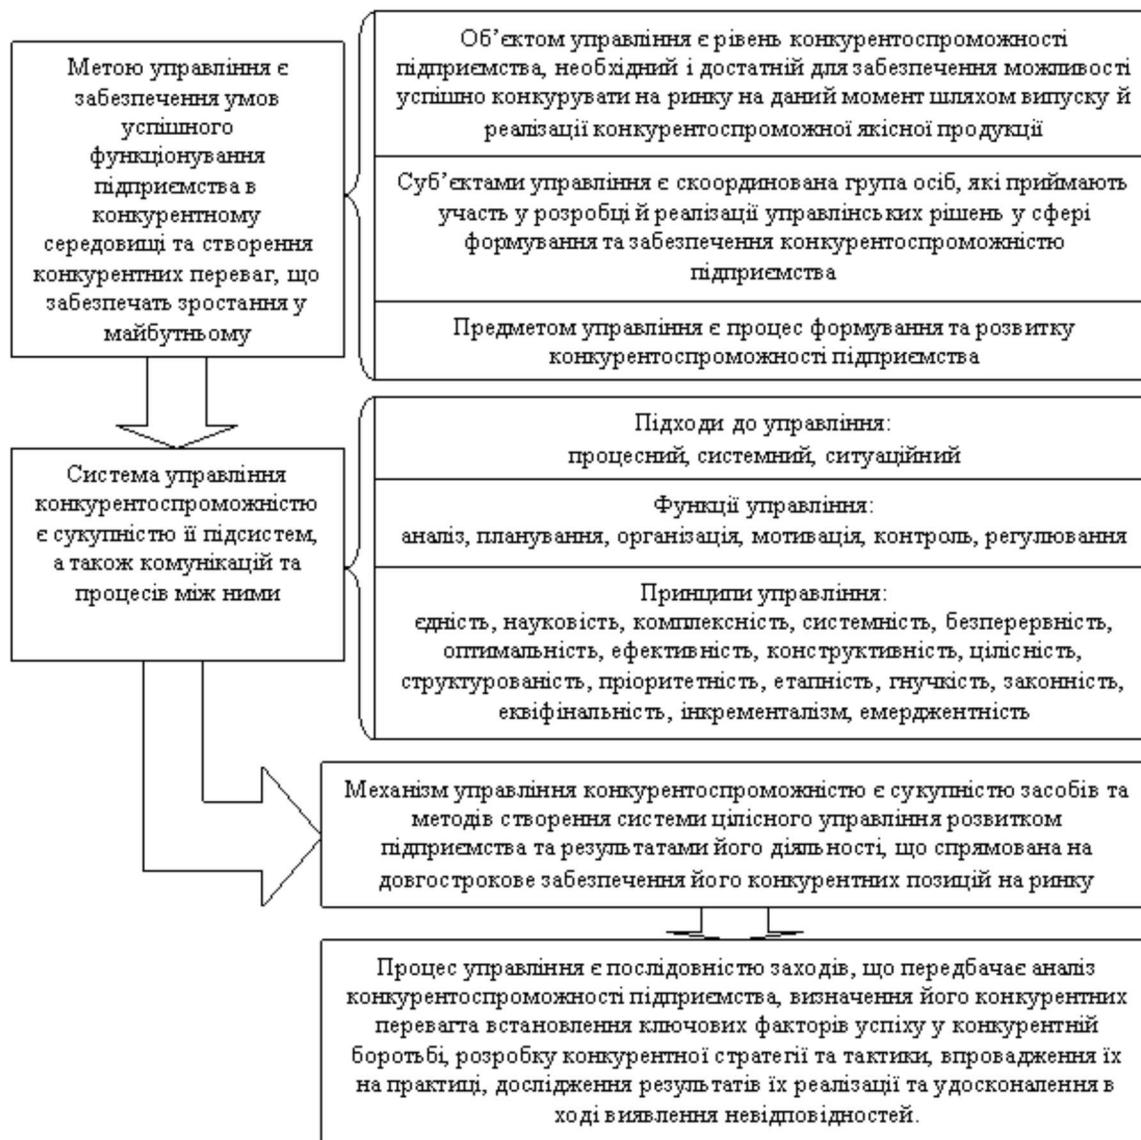 Метою управління є
забезпечення умов
успішного
функціонування
підприємства в
конкурентному
середовищі та створення
конкурентних переваг, що
забезпечать зростання у
майбутньому
Об’єктом управління є рівень конкурентоспроможності
підприємства, необхідний і достатній для забезпечення можливості
успішно конкурувати на ринку на даний момент шляхом випуску й
реалізації конкурентоспроможної якісної продукції
Суб’єктами управління є скоординована група осіб, які приймають
участь у розробці й реалізації управлінських рішень у сфері
формування та забезпечення конкурентоспроможністю
підприємства
Предметом управління є процес формування та розвитку
конкурентоспроможності підприємства
Система управління
конкурентоспроможністю
є сукупністю її підсистем,
а також комунікацій та
процесів між ними
Підходи до управління:
процесний, системний, ситуаційний
Функції управління:
аналіз, планування, організація, мотивація, контроль, регулювання
Принципи управління:
єдність, науковість, комплексність, системність, безперервність,
оптимальність, ефективність, конструктивність, цілісність,
структурованість, пріоритетність, етапність, гнучкість, законність,
еквіфінальність, інкременталізм, емерджентність
Механізм управління конкурентоспроможністю є сукупністю засобів та
методів створення системи цілісного управління розвитком
підприємства та результатами його діяльності, що спрямована на
довгострокове забезпечення його конкурентних позицій на ринку
Процес управління є послідовністю заходів, що передбачає аналіз
конкурентоспроможності підприємства, визначення його конкурентних
перевагта встановлення ключових факторів успіху у конкурентній
боротьбі, розробку конкурентної стратегії та тактики, впровадження їх
на практиці, дослідження результатів їх реалізації та удосконалення в
ході виявлення невідповідностей.